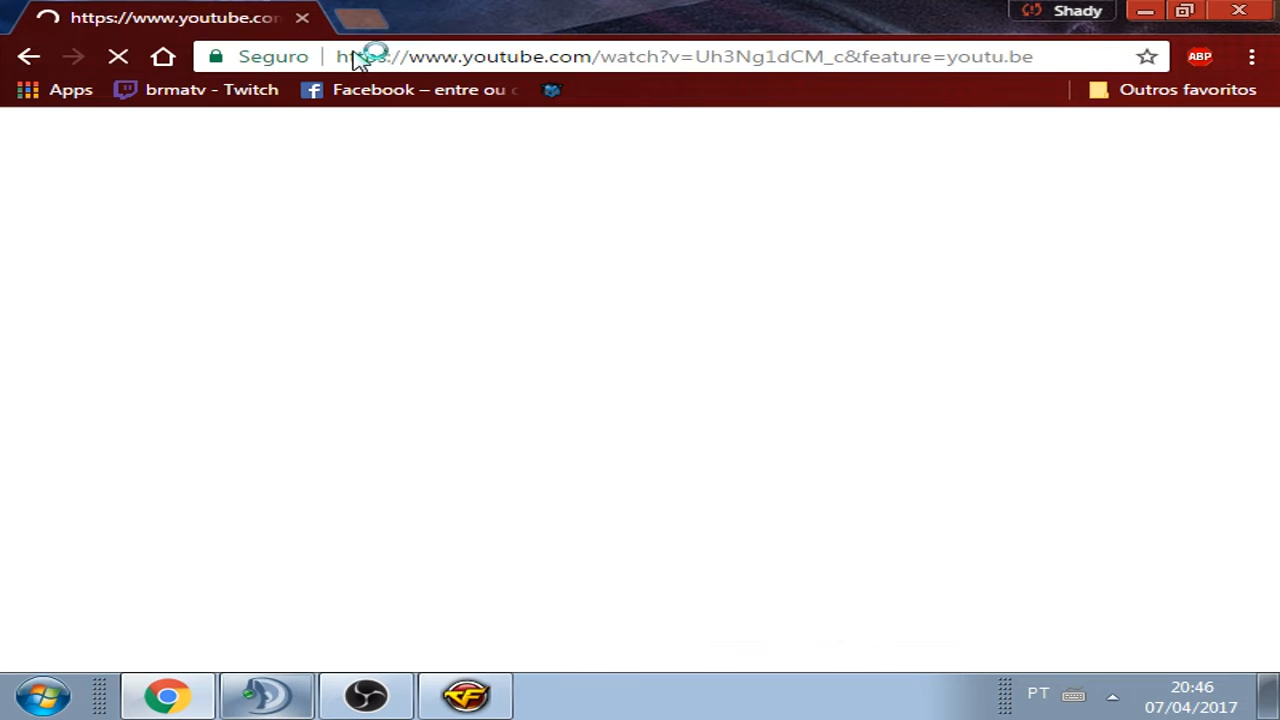 https://www.youtube.co
Shady
Seguro | https://www.youtube.com/watch?v=Uh3Ng1dCM_c&feature=youtu.be
ABP
Apps
brmatv - Twitch
Facebook – entre ou c
Outros favoritos
PT
20:46
07/04/2017